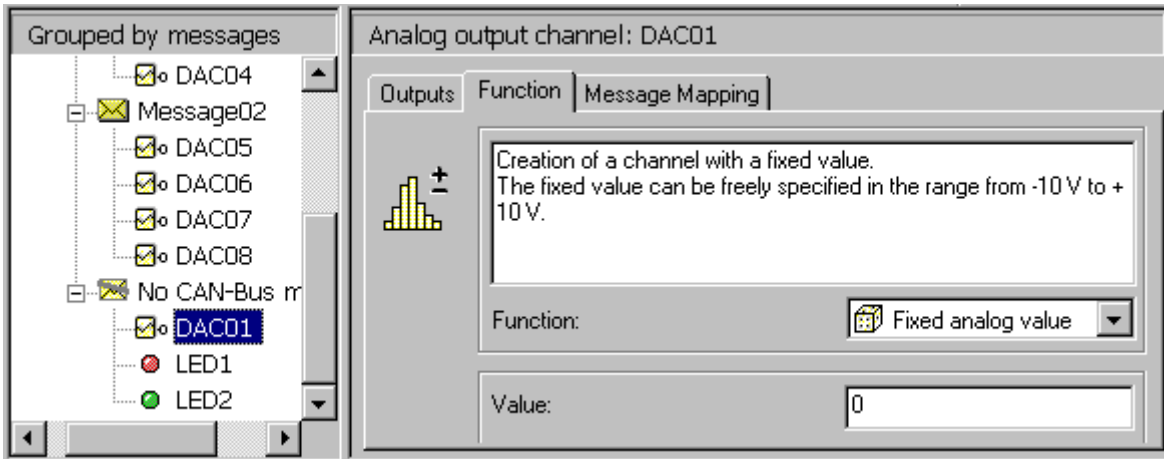 Grouped by messages
DAC04
Message02
DAC05
DAC06
DAC07
DAC08
No CAN-Bus m
DAC01
LED1
LED2
Analog output channel: DAC01
Outputs Function Message Mapping
Creation of a channel with a fixed value.
The fixed value can be freely specified in the range from -10 V to +
10 V.
Function: Fixed analog value
Value: 0